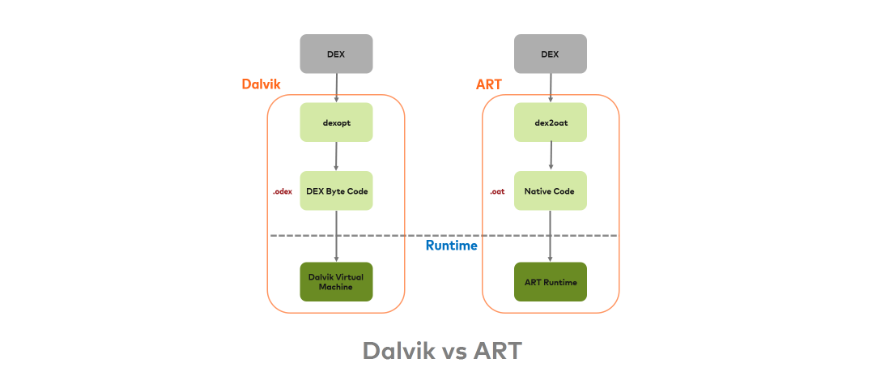 DEX
DEX
Dalvik
ART
dexopt
dex2oat
.odex
DEX Byte Code
.oat
Native Code
Runtime
Dalvik Virtual
Machine
ART Runtime
Dalvik vs ART